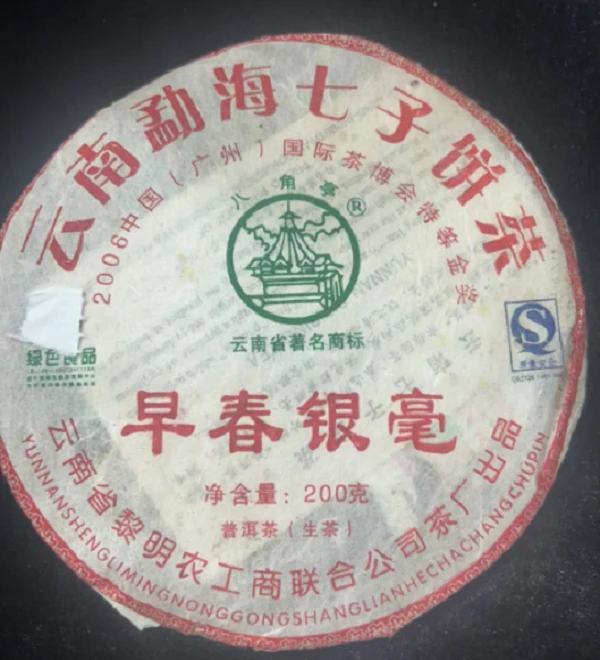 云南勐海七子饼茶
2006中国（广州）国际茶博会特等金奖
八角亭®
云南省著名商标
绿色食品
早春银毫
净含量：200克
普洱茶（生茶）
云南省黎明农工商联合公司茶厂出品
YUNNANSHENGLIMINGNONGGONGSHANGLIANHECHACHANGCHUPIN